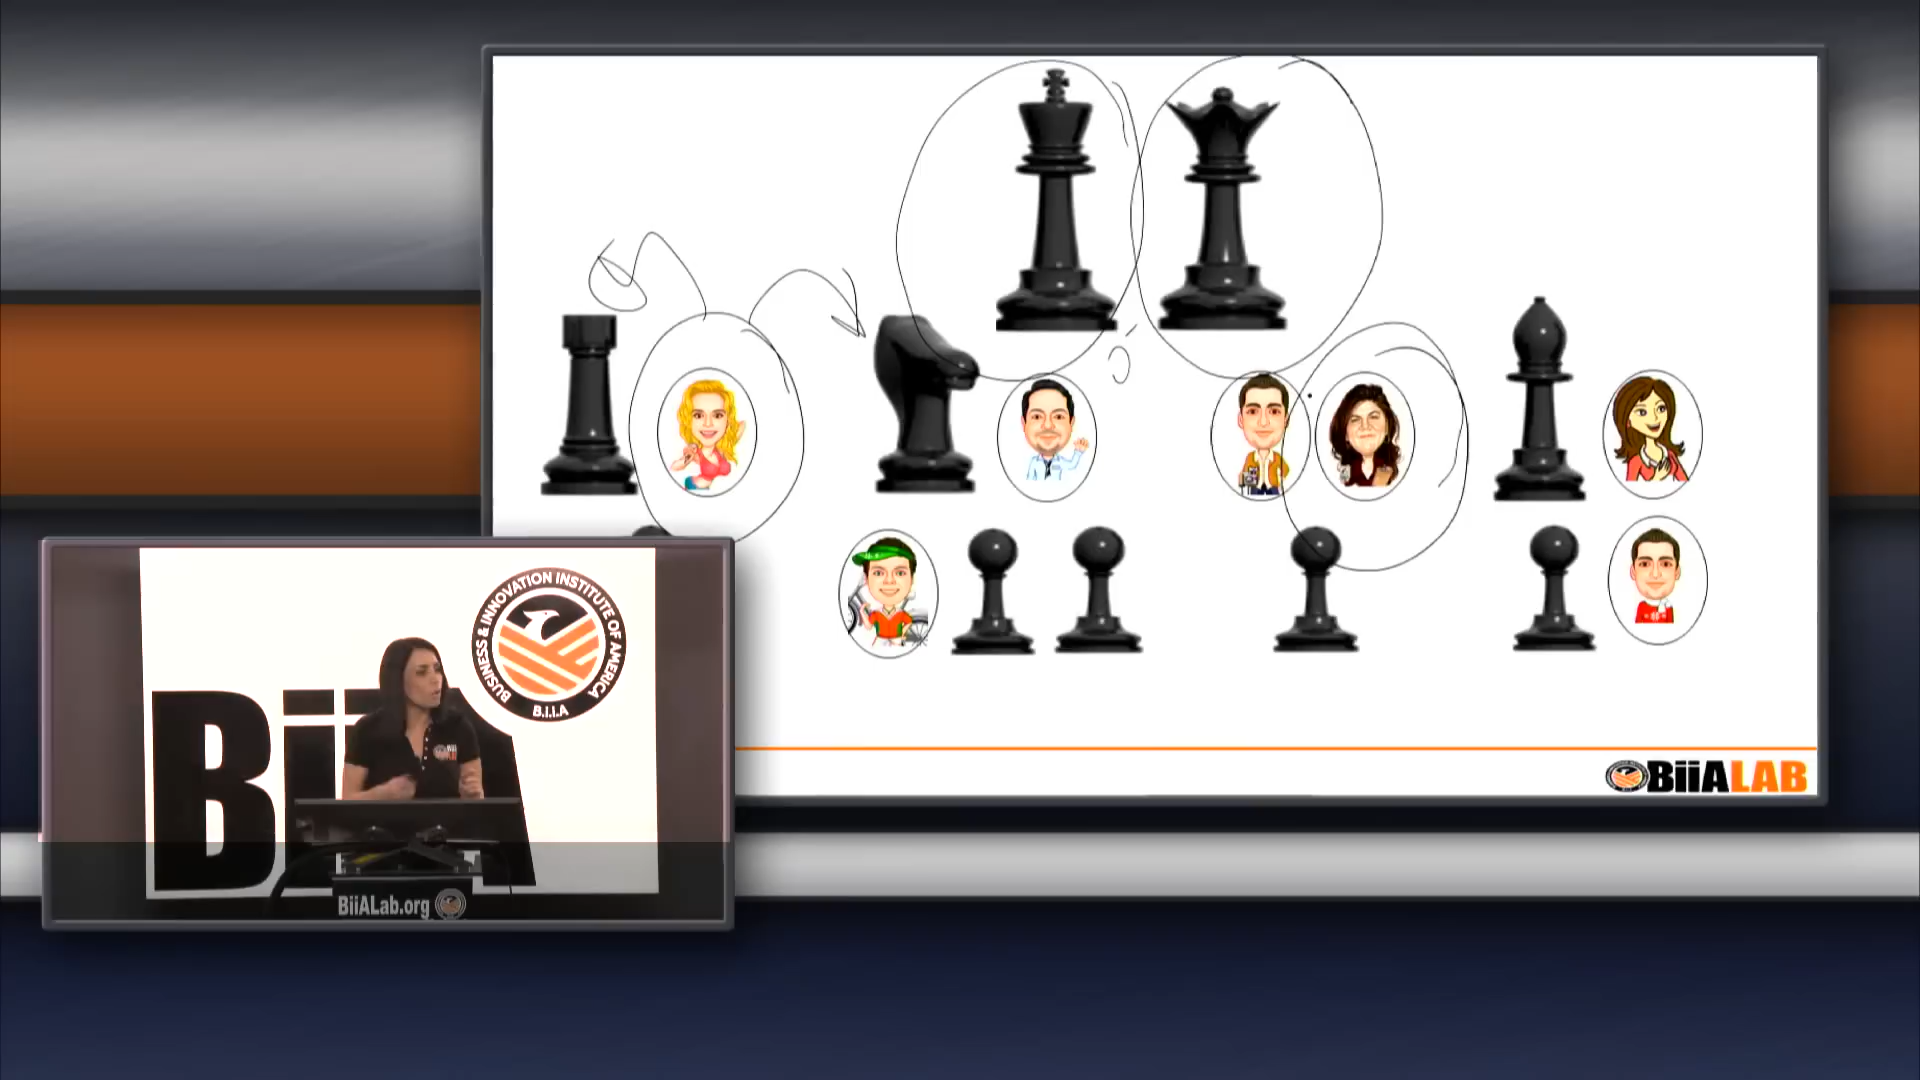 BUSINESS & INNOVATION INSTITUTE OF AMERICA
B.I.I.A
BiiALab.org
BiiALAB